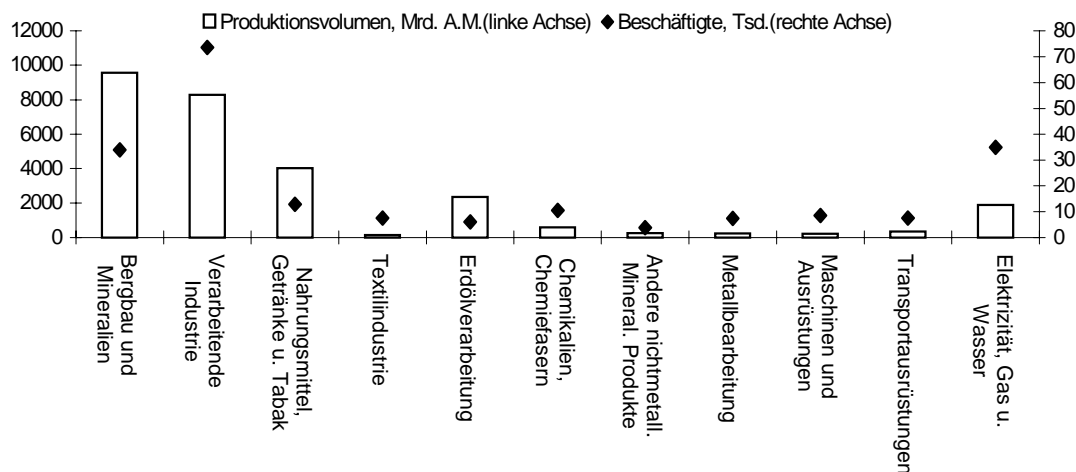 Produktionsvolumen, Mrd. A.M.(linke Achse) Beschäftigte, Tsd.(rechte Achse)
12000
10000
8000
6000
4000
2000
0
80
70
60
50
40
30
20
10
0
Bergbau und
Mineralien
Verarbeitende
Industrie
Nahrungsmittel,
Getränke u. Tabak
Textilindustrie
Erdölverarbeitung
Chemikalien,
Chemiefasern
Andere nichtmetall.
Mineral. Produkte
Metallbearbeitung
Maschinen und
Ausrüstungen
Transportausrüstungen
Elektrizität, Gas u.
Wasser